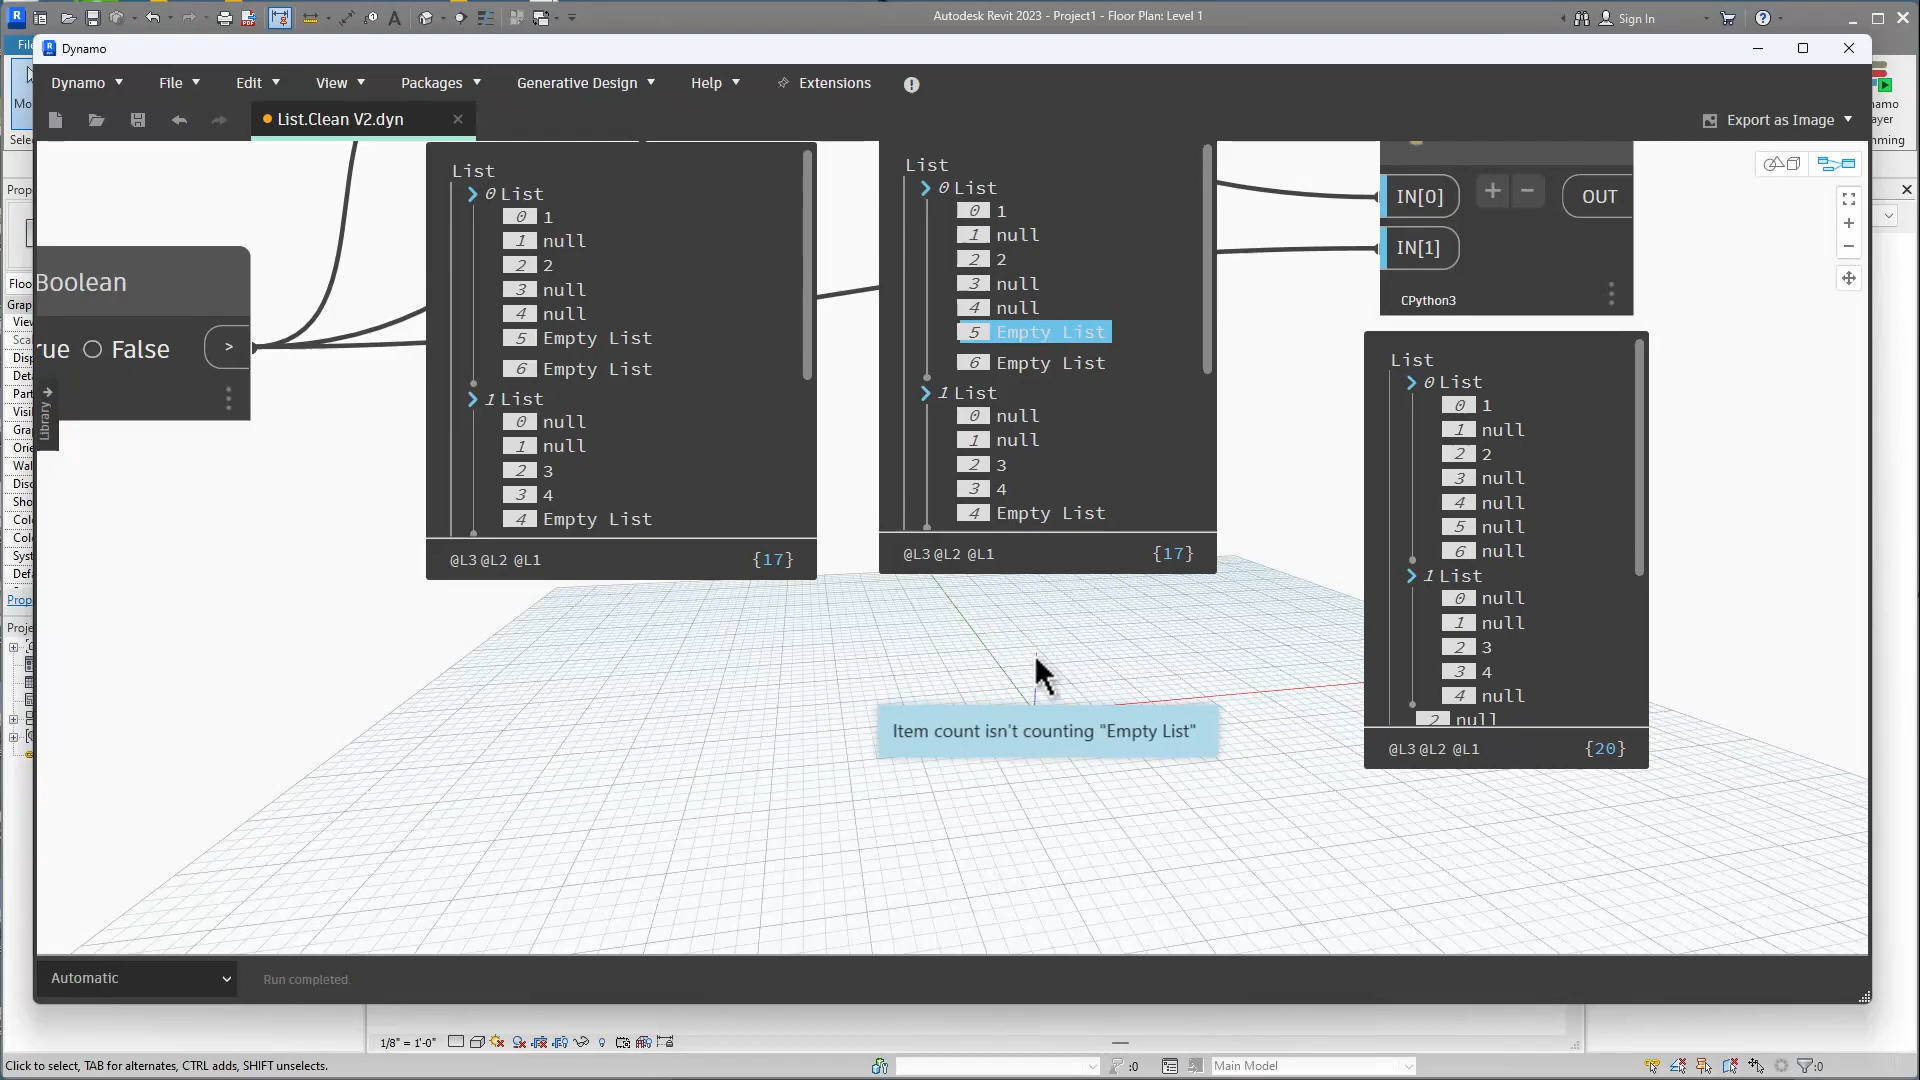 Autodesk Revit 2023 - Project1 - Floor Plan: Level 1
Sign In
Dynamo
Dynamo
File
Edit
View
Packages
Generative Design
Help
Extensions
List.Clean V2.dyn
Export as Image
Boolean
rue
False
>
Library
List
0 List
0 1
1 null
2 2
3 null
4 null
5 Empty List
6 Empty List
1 List
0 null
1 null
2 3
3 4
4 Empty List
@L3 @L2 @L1
{17}
List
0 List
0 1
1 null
2 2
3 null
4 null
5 Empty List
6 Empty List
1 List
0 null
1 null
2 3
3 4
4 Empty List
@L3 @L2 @L1
{17}
IN[0]
+
−
OUT
IN[1]
CPython3
List
0 List
0 1
1 null
2 2
3 null
4 null
5 null
6 null
1 List
0 null
1 null
2 3
3 4
4 null
2 null
@L3 @L2 @L1
{20}
Item count isn't counting "Empty List"
Automatic
Run completed.
1/8" = 1'-0"
Click to select, TAB for alternates, CTRL adds, SHIFT unselects.
:0
Main Model
:0